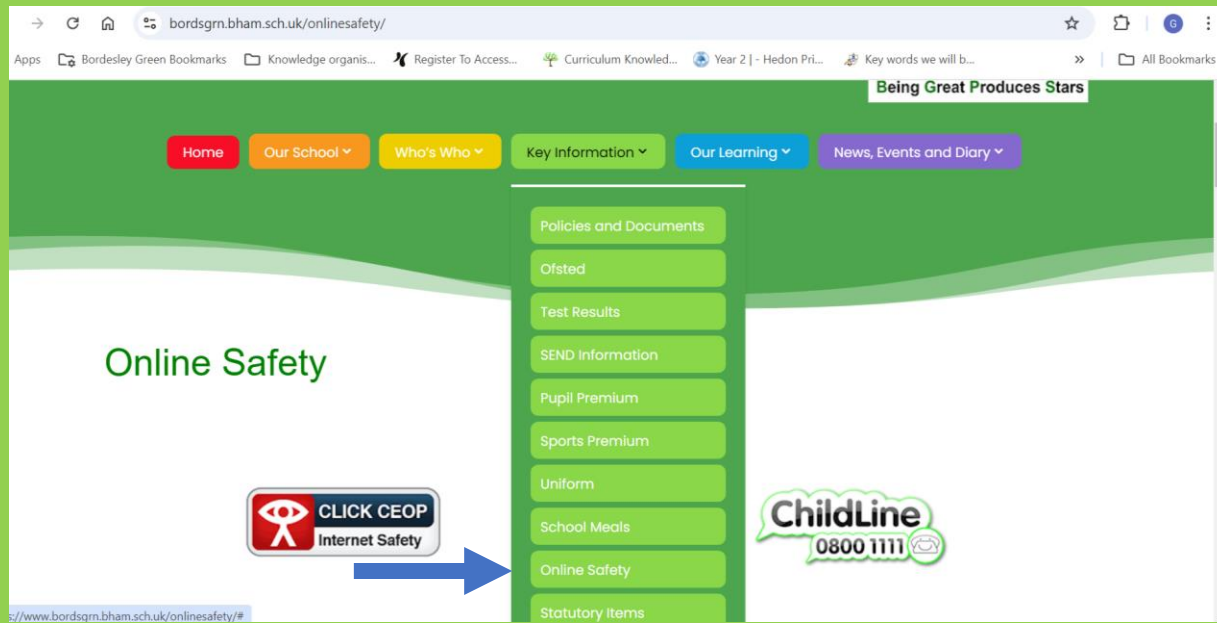 bordsgrn.bham.sch.uk/onlinesafety/
G
Apps Bordesley Green Bookmarks Knowledge organis... Register To Access... Curriculum Knowled... Year 2 | - Hedon Pri... Key words we will b... » All Bookmarks
Being Great Produces Stars
Home Our School Who's Who Key Information Our Learning News, Events and Diary
Policies and Documents
Ofsted
Test Results
SEND Information
Pupil Premium
Sports Premium
Uniform
School Meals
Online Safety
Statutory Items
Online Safety
CLICK CEOP
Internet Safety
ChildLine
0800 1111
s://www.bordsgrn.bham.sch.uk/onlinesafety/#